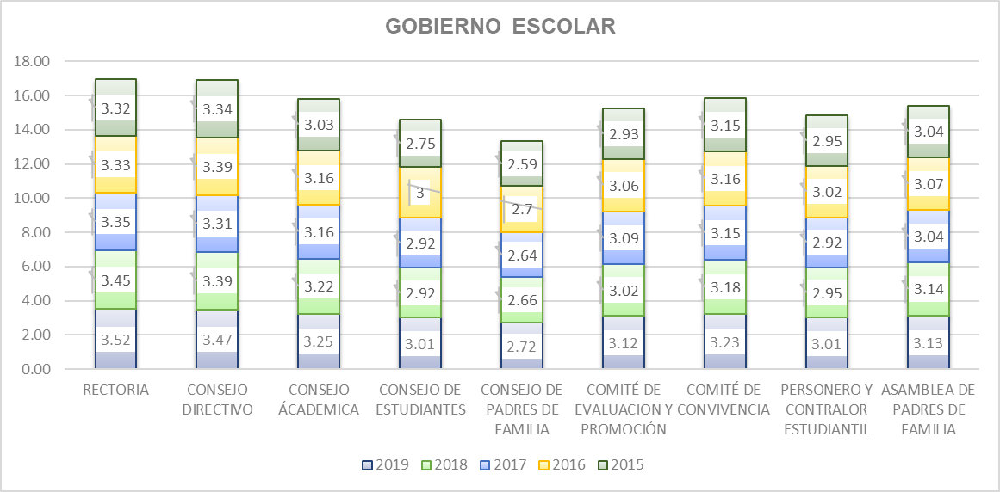 GOBIERNO ESCOLAR
18.00
16.00
14.00
12.00
10.00
8.00
6.00
4.00
2.00
0.00
3.32 3.34 3.03 2.75 2.59 2.93 3.15 2.95 3.04
3.33 3.39 3.16 3 2.7 3.06 3.16 3.02 3.07
3.35 3.31 3.16 2.92 2.64 3.09 3.15 2.92 3.04
3.45 3.39 3.22 2.92 2.66 3.02 3.18 2.95 3.14
3.52 3.47 3.25 3.01 2.72 3.12 3.23 3.01 3.13
RECTORIA
CONSEJO
DIRECTIVO
CONSEJO
ÁCADEMICA
CONSEJO DE
ESTUDIANTES
CONSEJO DE
PADRES DE
FAMILIA
COMITÉ DE
EVALUACION Y
PROMOCIÓN
COMITÉ DE
CONVIVENCIA
PERSONERO Y
CONTRALOR
ESTUDIANTIL
ASAMBLEA DE
PADRES DE
FAMILIA
2019 2018 2017 2016 2015